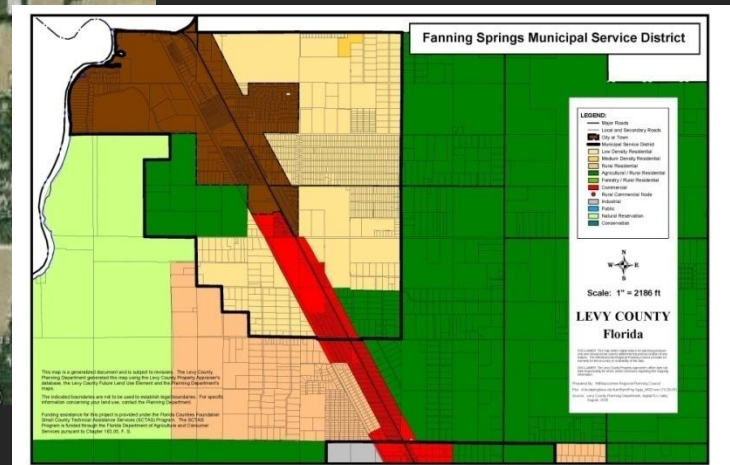 Fanning Springs Municipal Service District
LEGEND:
Major Roads
Local and Secondary Roads
City or Town
Municipal Service District
Low Density Residential
Medium Density Residential
Rural Residential
Agricultural / Rural Residential
Forestry / Rural Residential
Commercial
Rural Commercial Node
Industrial
Public
Natural Reservation
Conservation
N
W E
S
Scale: 1" = 2186 ft
LEVY COUNTY
Florida
This map is a generalized document and is subject to revisions. The Levy County
Planning Department generated this map using the Levy County Property Appraiser's
database, the Levy County Future Land Use Element and the Planning Department's
maps.
The indicated boundaries are not to be used to establish legal boundaries. For specific
information concerning your land use, contact the Planning Department.
Funding assistance for this project is provided under the Florida Counties Foundation
Small County Technical Assistance Services (SCTAS) Program. The SCTAS
Program is funded through the Florida Department of Agriculture and Consumer
Services pursuant to Chapter 163.05, F. S.